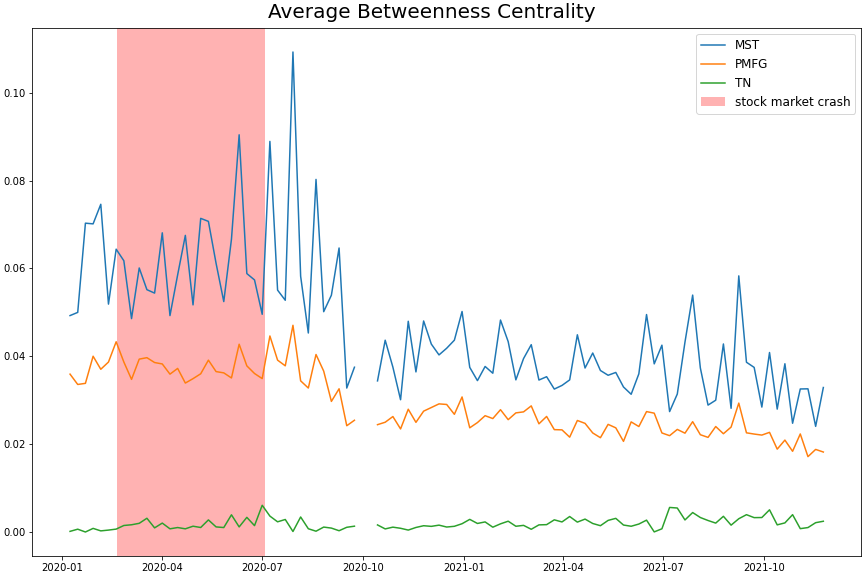 Average Betweenness Centrality
MST
PMFG
TN
stock market crash
0.10
0.08
0.06
0.04
0.02
0.00
2020-01 2020-04 2020-07 2020-10 2021-01 2021-04 2021-07 2021-10